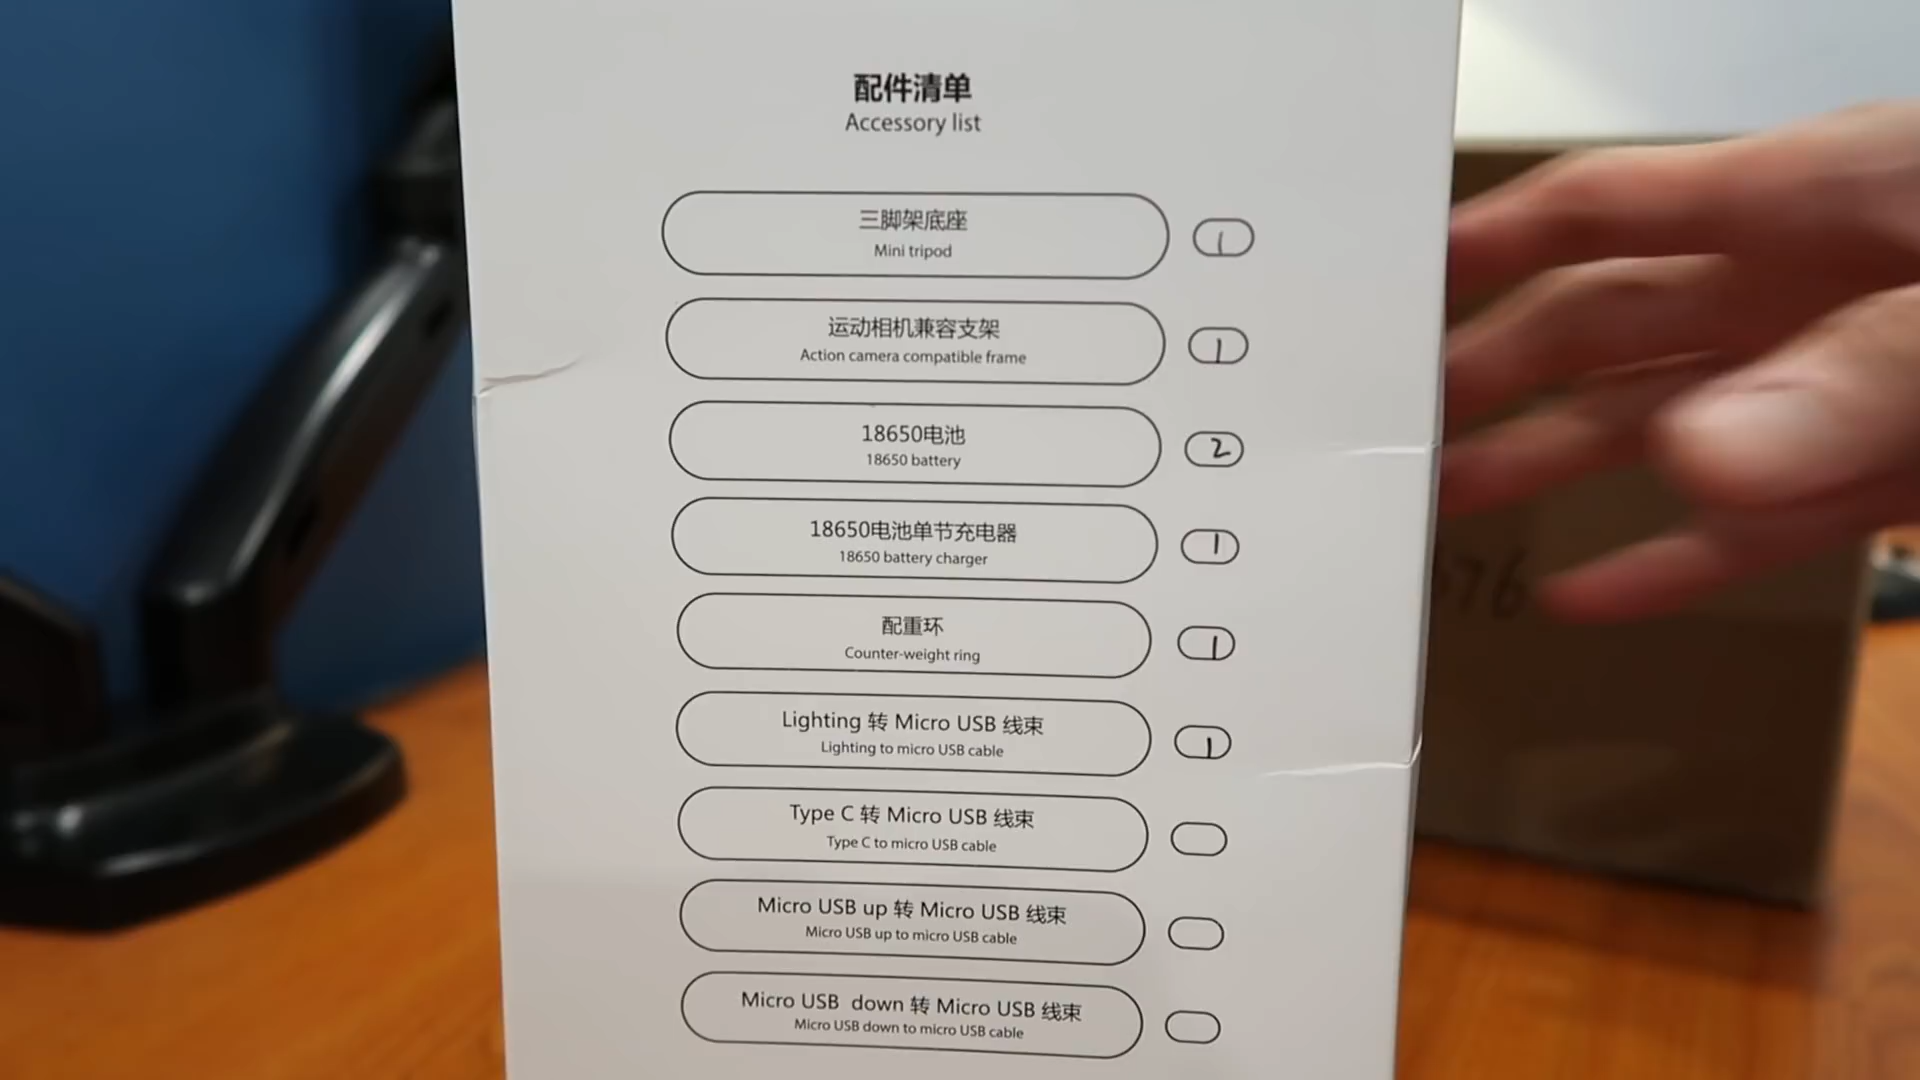 配件清单
Accessory list
三脚架底座
Mini tripod
1
运动相机兼容支架
Action camera compatible frame
1
18650电池
18650 battery
2
18650电池单节充电器
18650 battery charger
1
配重环
Counter-weight ring
1
Lighting 转 Micro USB 线束
Lighting to micro USB cable
1
Type C 转 Micro USB 线束
Type C to micro USB cable
Micro USB up 转 Micro USB 线束
Micro USB up to micro USB cable
Micro USB down 转 Micro USB 线束
Micro USB down to micro USB cable